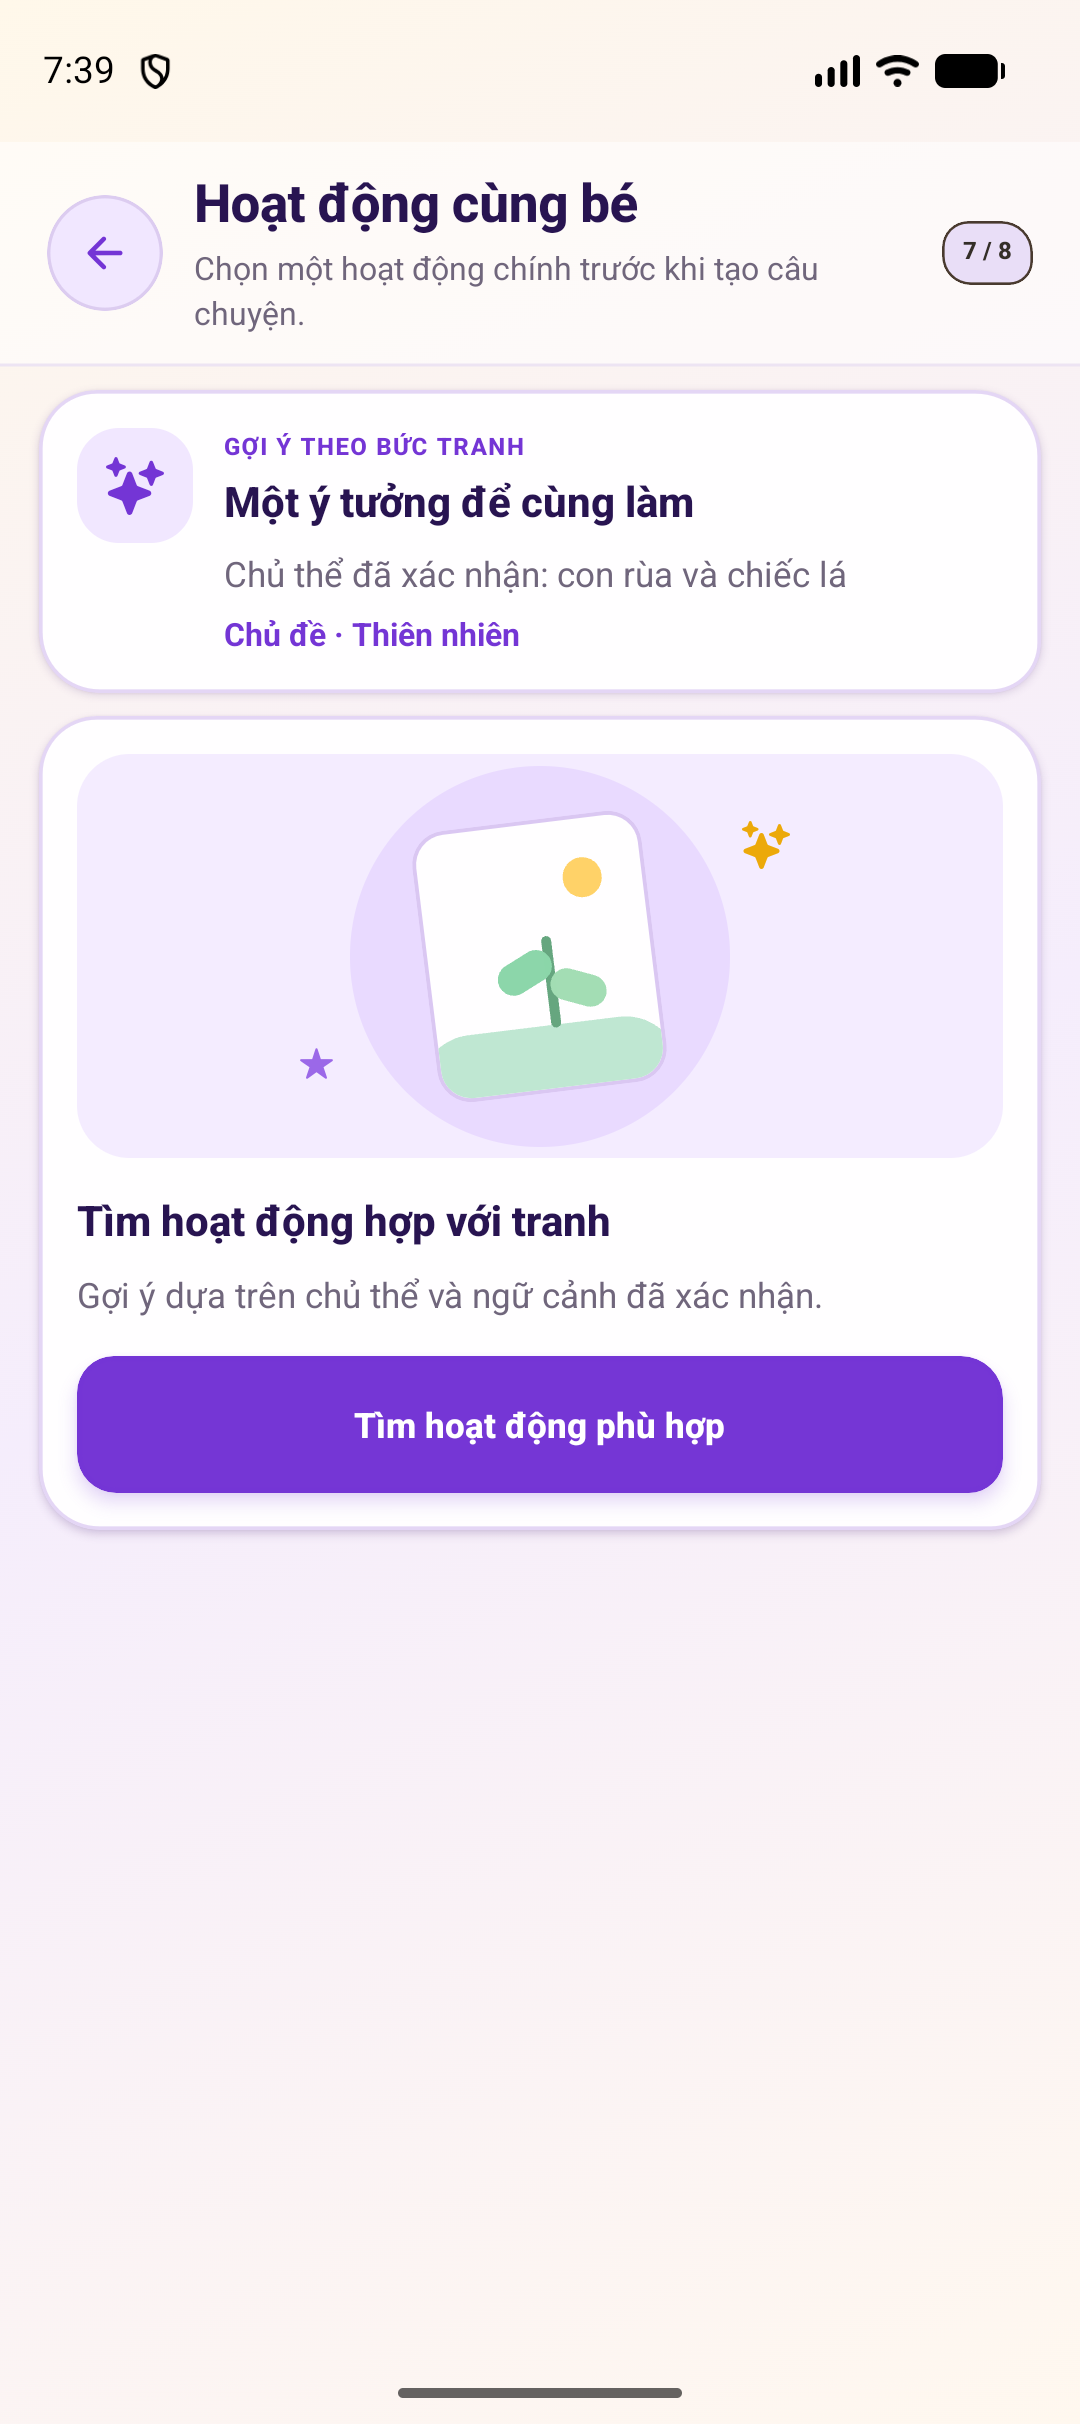 7:39
Hoạt động cùng bé
Chọn một hoạt động chính trước khi tạo câu
chuyện.
7 / 8
GỢI Ý THEO BỨC TRANH
Một ý tưởng để cùng làm
Chủ thể đã xác nhận: con rùa và chiếc lá
Chủ đề · Thiên nhiên
Tìm hoạt động hợp với tranh
Gợi ý dựa trên chủ thể và ngữ cảnh đã xác nhận.
Tìm hoạt động phù hợp